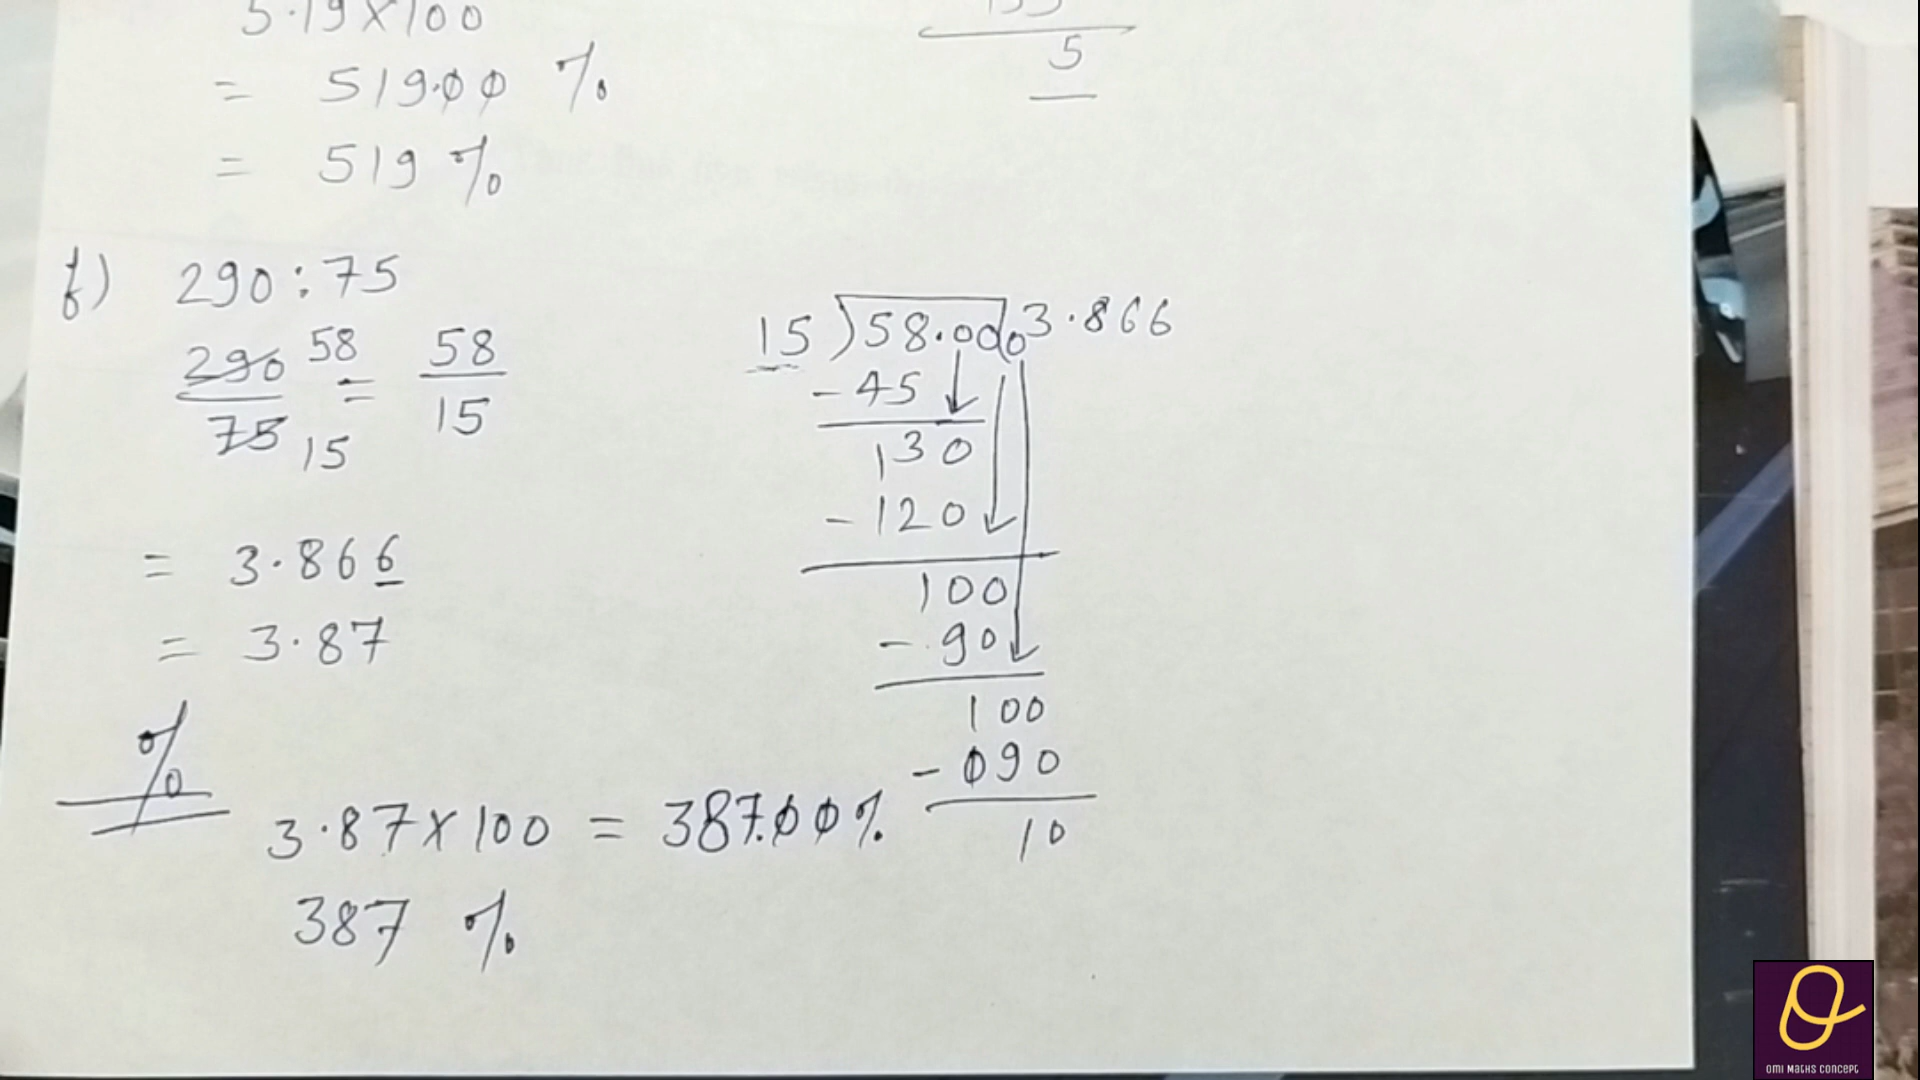 5.19 X 100
= 519.00 %
= 519 %
5
f) 290 : 75
290 58 = 58
75 15 15
= 3.866
= 3.87
%
3.87 X 100 = 387.00%
387 %
15 ) 58.000 3.866
- 45
130
- 120
100
- 90
100
- 090
10
OMI MATHS CONCEPT